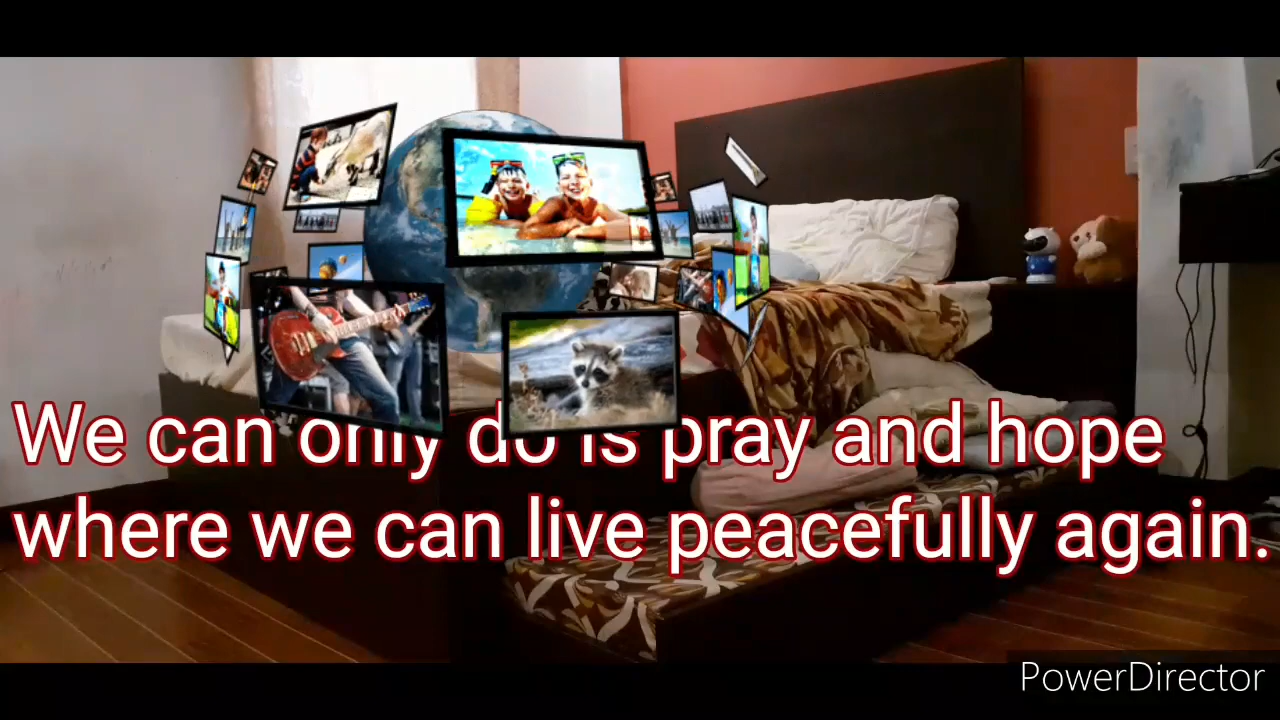 We can only do is pray and hope
where we can live peacefully again.
PowerDirector